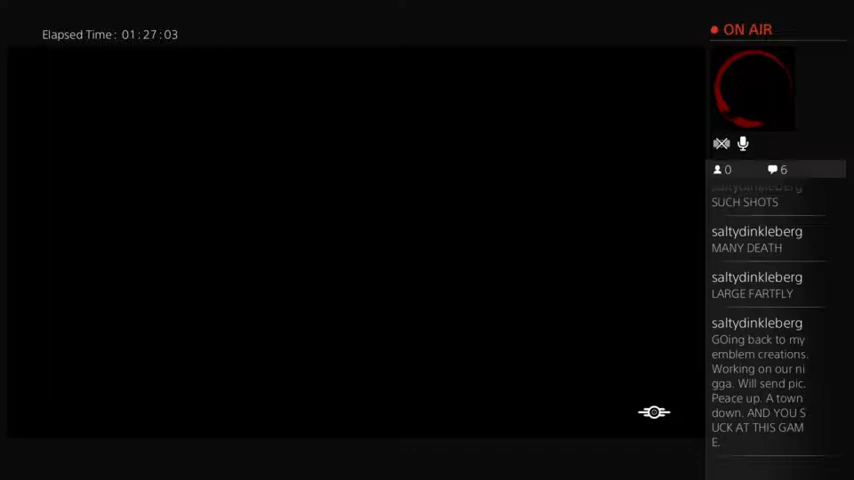 Elapsed Time: 01:27:03
ON AIR
0
6
saltydinkleberg
SUCH SHOTS
saltydinkleberg
MANY DEATH
saltydinkleberg
LARGE FARTFLY
saltydinkleberg
GOing back to my
emblem creations.
Working on our ni
gga. Will send pic.
Peace up. A town
down. AND YOU S
UCK AT THIS GAM
E.